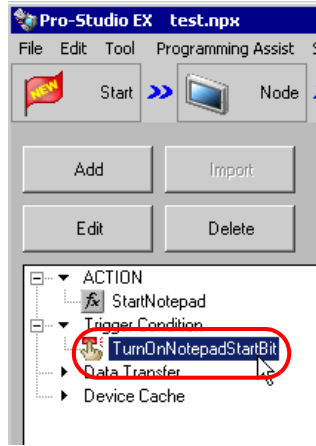 Pro-Studio EX test.npx
File Edit Tool Programming Assist
NEW Start Node
Add Import
Edit Delete
ACTION
fx StartNotepad
Trigger Condition
TurnOnNotepadStartBit
Data Transfer
Device Cache